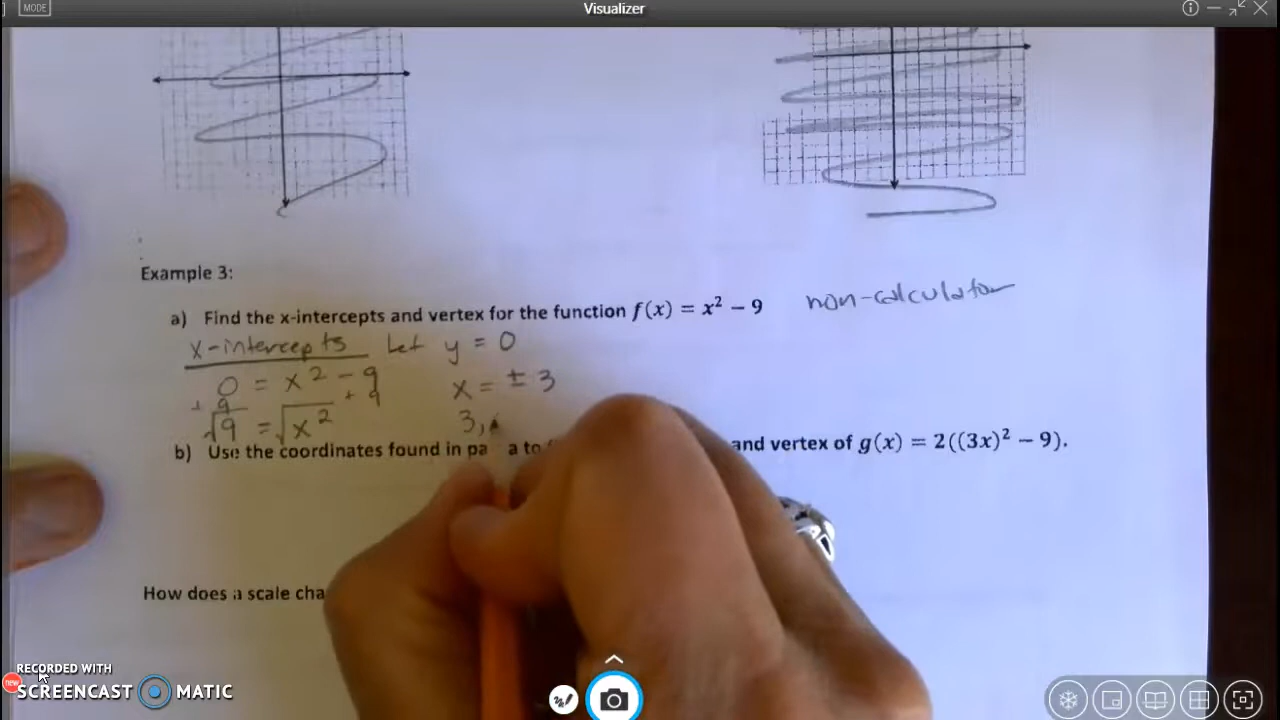 MODE
Visualizer
Example 3:
a) Find the x-intercepts and vertex for the function f(x) = x² − 9 non-calculator
x-intercepts Let y = 0
0 = x² − 9 x = ± 3
+ 9 + 9
√9 = √x² 3,
b) Use the coordinates found in pa a to and vertex of g(x) = 2((3x)² − 9).
How does a scale cha
RECORDED WITH
new
SCREENCAST MATIC